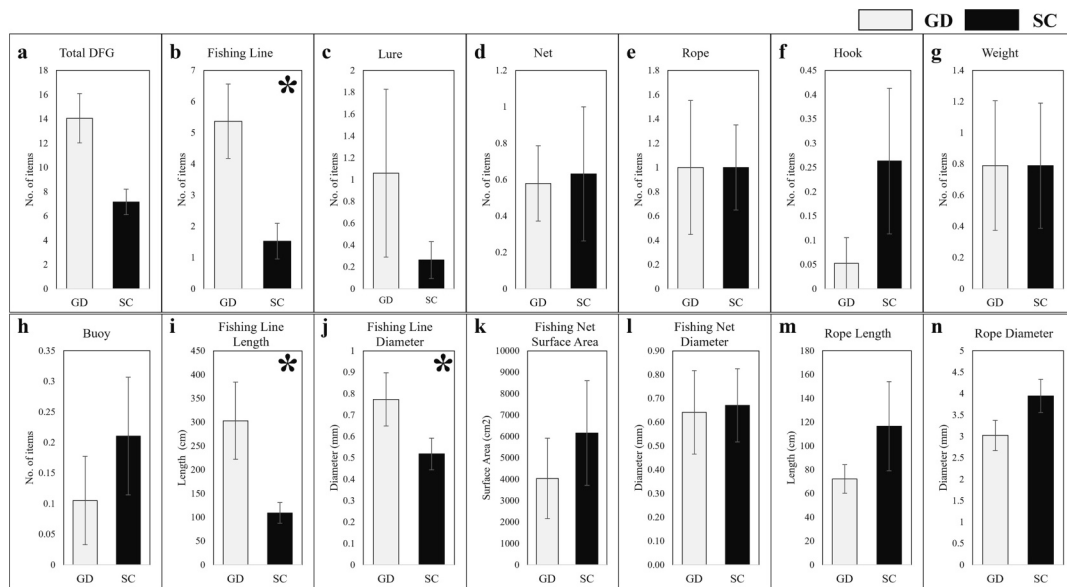 GD SC
a Total DFG
No. of items
18
16
14
12
10
8
6
4
2
0
GD SC
b Fishing Line
*
No. of items
7
6
5
4
3
2
1
0
GD SC
c Lure
No. of items
2
1.8
1.6
1.4
1.2
1
0.8
0.6
0.4
0.2
0
GD SC
d Net
No. of items
1.2
1
0.8
0.6
0.4
0.2
0
GD SC
e Rope
No. of items
1.8
1.6
1.4
1.2
1.0
0.8
0.6
0.4
0.2
0
GD SC
f Hook
No. of items
0.45
0.4
0.35
0.3
0.25
0.2
0.15
0.1
0.05
0
GD SC
g Weight
No. of items
1.4
1.2
1
0.8
0.6
0.4
0.2
0
GD SC
h Buoy
No. of items
0.35
0.3
0.25
0.2
0.15
0.1
0.05
0
GD SC
i Fishing Line
Length
*
Length (cm)
450
400
350
300
250
200
150
100
50
0
GD SC
j Fishing Line
Diameter
*
Diameter (mm)
1
0.9
0.8
0.7
0.6
0.5
0.4
0.3
0.2
0.1
0
GD SC
k Fishing Net
Surface Area
Surface Area (cm2)
10000
9000
8000
7000
6000
5000
4000
3000
2000
1000
0
GD SC
l Fishing Net
Diameter
Diameter (mm)
0.90
0.80
0.70
0.60
0.50
0.40
0.30
0.20
0.10
0.00
GD SC
m Rope Length
Length (cm)
180
160
140
120
100
80
60
40
20
0
GD SC
n Rope Diameter
Diameter (mm)
5
4.5
4
3.5
3
2.5
2
1.5
1
0.5
0
GD SC